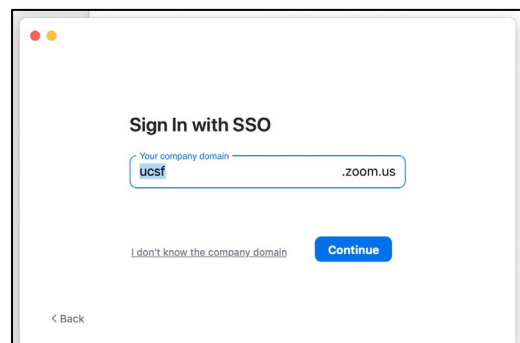 Sign In with SSO
Your company domain
ucsf .zoom.us
I don't know the company domain Continue
< Back